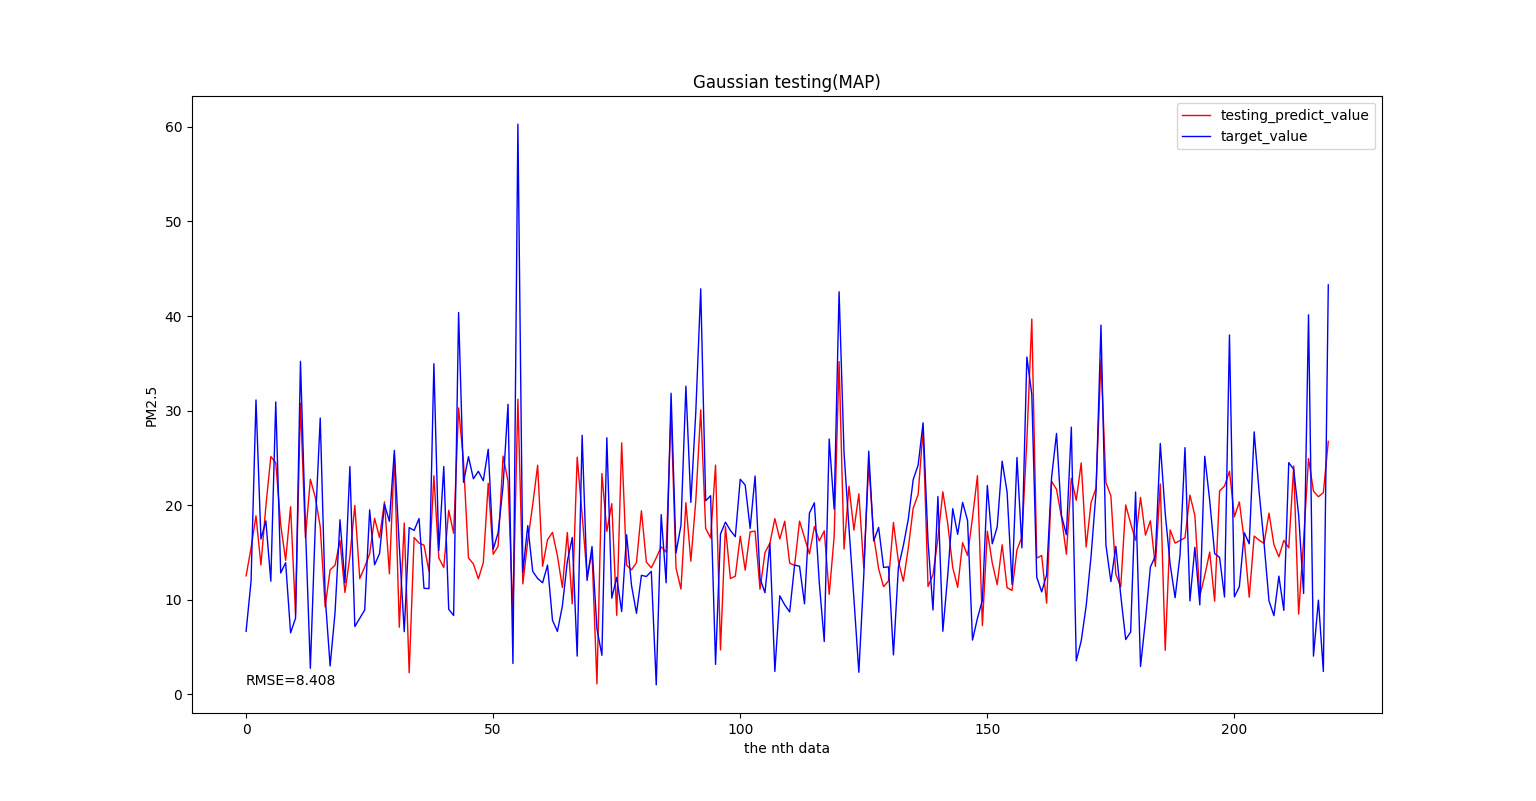 Gaussian testing(MAP)
testing_predict_value
target_value
60
50
40
30
20
10
0
PM2.5
RMSE=8.408
0
50
100
150
200
the nth data